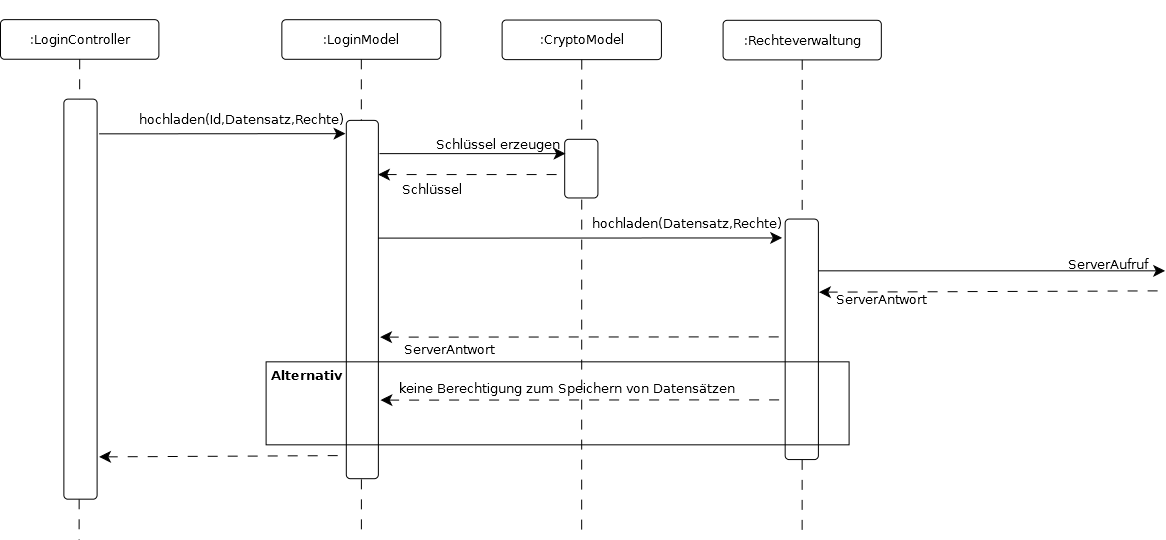 :LoginController
:LoginModel
:CryptoModel
:Rechteverwaltung
hochladen(Id,Datensatz,Rechte)
Schlüssel erzeugen
Schlüssel
hochladen(Datensatz,Rechte)
ServerAufruf
ServerAntwort
ServerAntwort
Alternativ
keine Berechtigung zum Speichern von Datensätzen